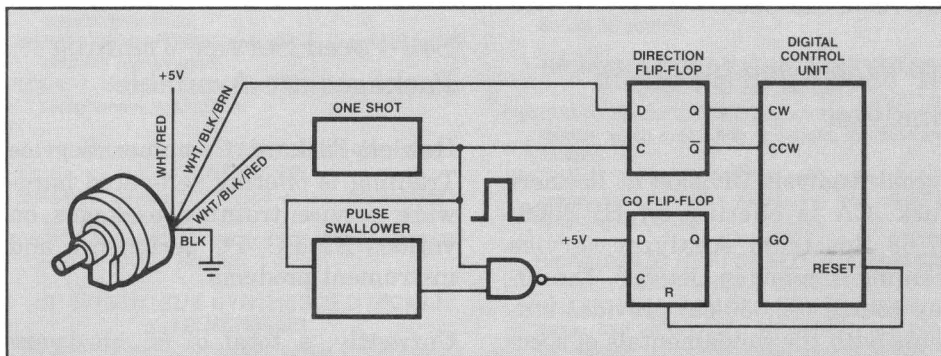 +5V
WHT/RED
WHT/BLK/BRN
WHT/BLK/RED
BLK
ONE SHOT
PULSE
SWALLOWER
DIRECTION
FLIP-FLOP
D Q
C Q̅
GO FLIP-FLOP
+5V
D Q
C
R
DIGITAL
CONTROL
UNIT
CW
CCW
GO
RESET